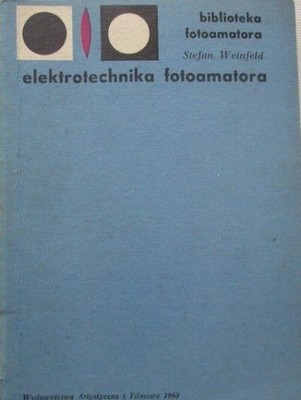 biblioteka
fotoamatora
Stefan Weinfeld
elektrotechnika fotoamatora
Wydawnictwa Artystyczne i Filmowe 1963